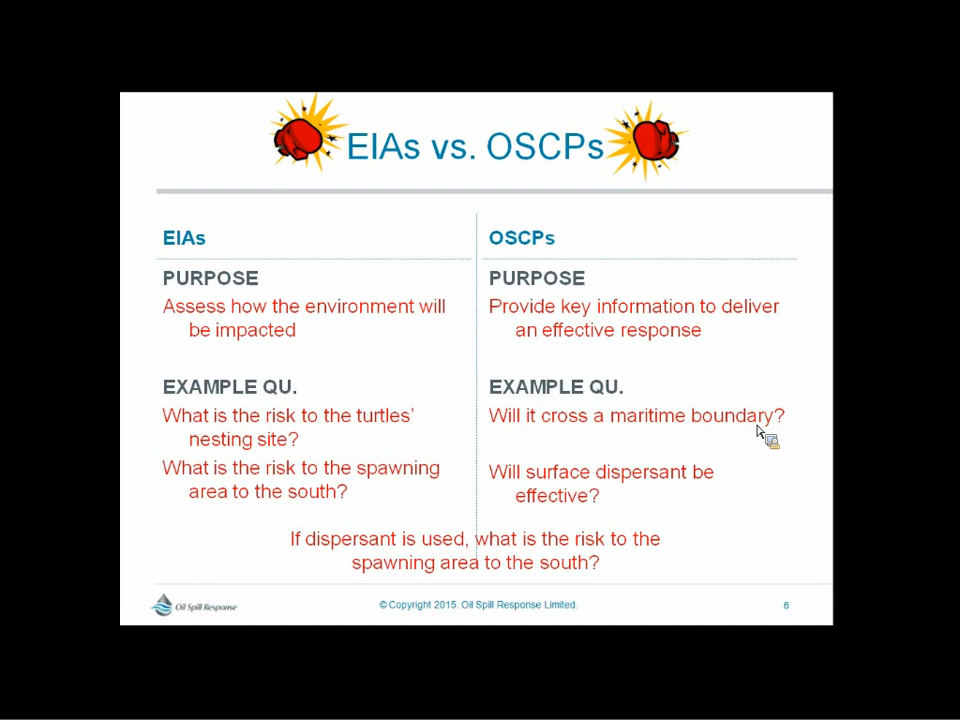 EIAs vs. OSCPs
EIAs
PURPOSE
Assess how the environment will
be impacted
EXAMPLE QU.
What is the risk to the turtles’
nesting site?
What is the risk to the spawning
area to the south?
OSCPs
PURPOSE
Provide key information to deliver
an effective response
EXAMPLE QU.
Will it cross a maritime boundary?
Will surface dispersant be
effective?
If dispersant is used, what is the risk to the
spawning area to the south?
Oil Spill Response
© Copyright 2015. Oil Spill Response Limited.
6